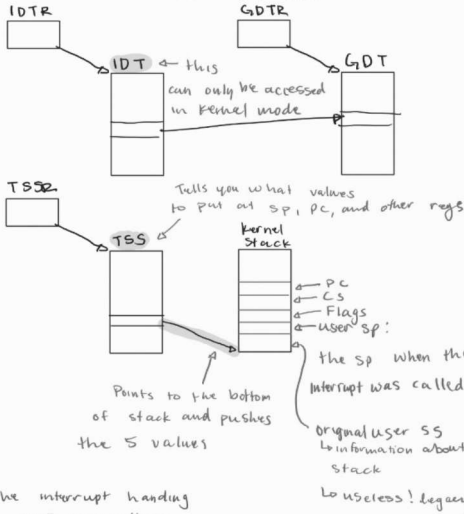 IDTR
GDTR
IDT
← this
can only be accessed
in kernel mode
GDT
TSSR
Tells you what values
to put at sp, PC, and other regs
TSS
kernel
Stack
PC
CS
Flags
user sp:
the sp when the
interrupt was called
Points to the bottom
of stack and pushes
the 5 values
original user SS
↳ information about
stack
↳ useless!
he interrupt handing